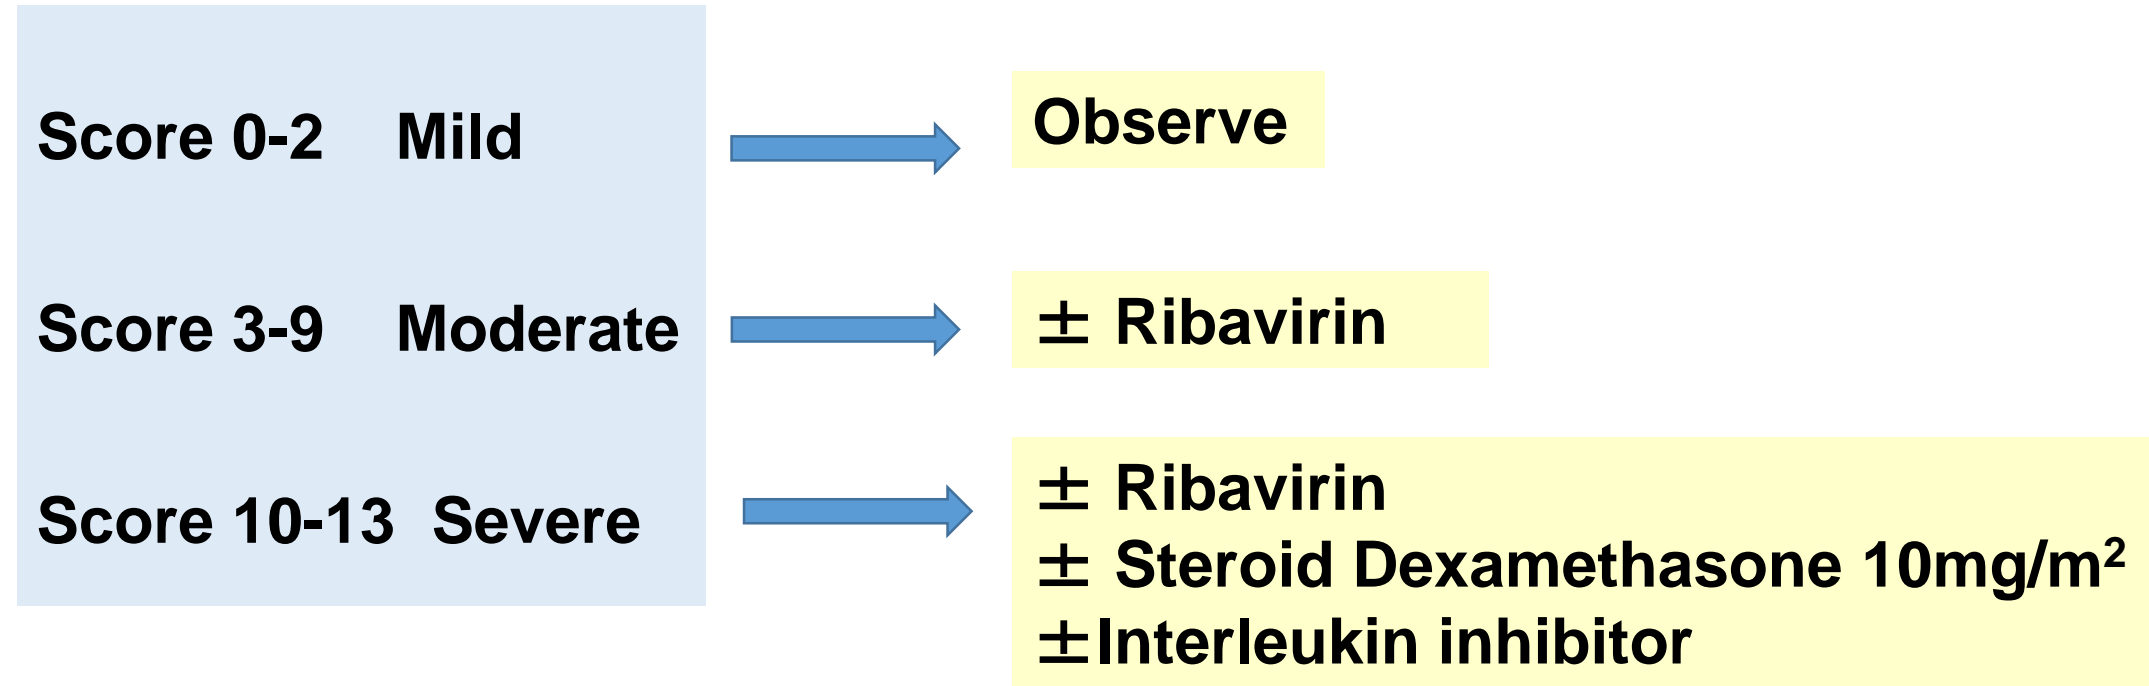 Score 0-2 Mild
Observe
Score 3-9 Moderate
± Ribavirin
Score 10-13 Severe
± Ribavirin
± Steroid Dexamethasone 10mg/m²
±Interleukin inhibitor